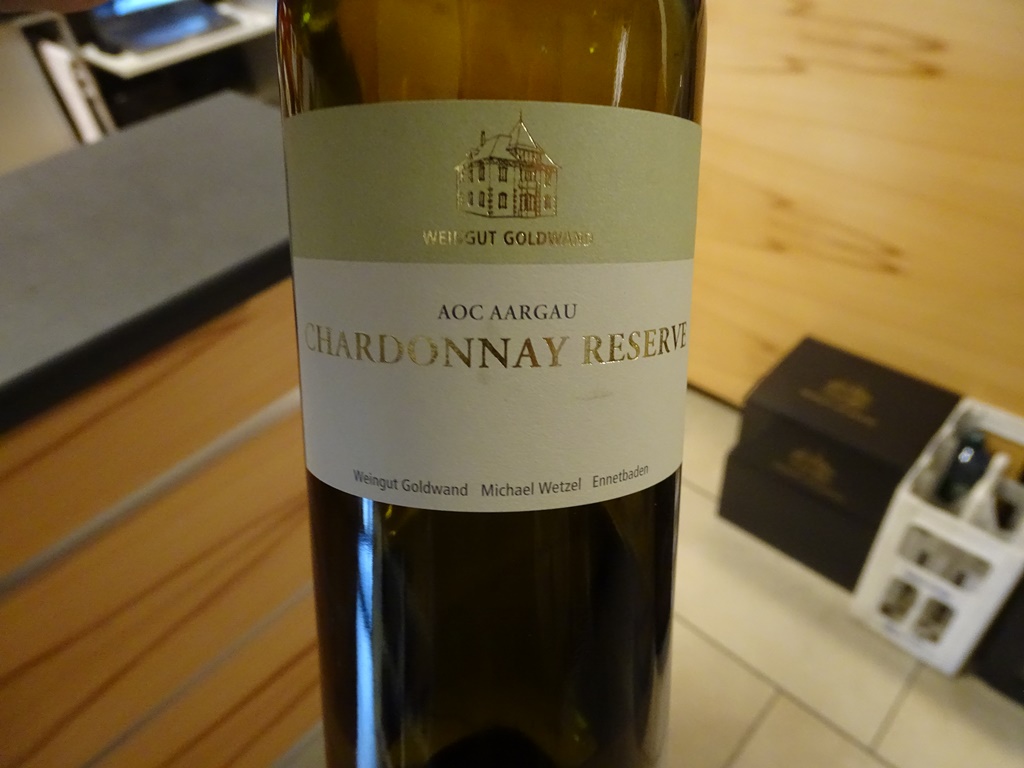 WEINGUT GOLDWAND
AOC AARGAU
CHARDONNAY RESERVE
Weingut Goldwand Michael Wetzel Ennetbaden